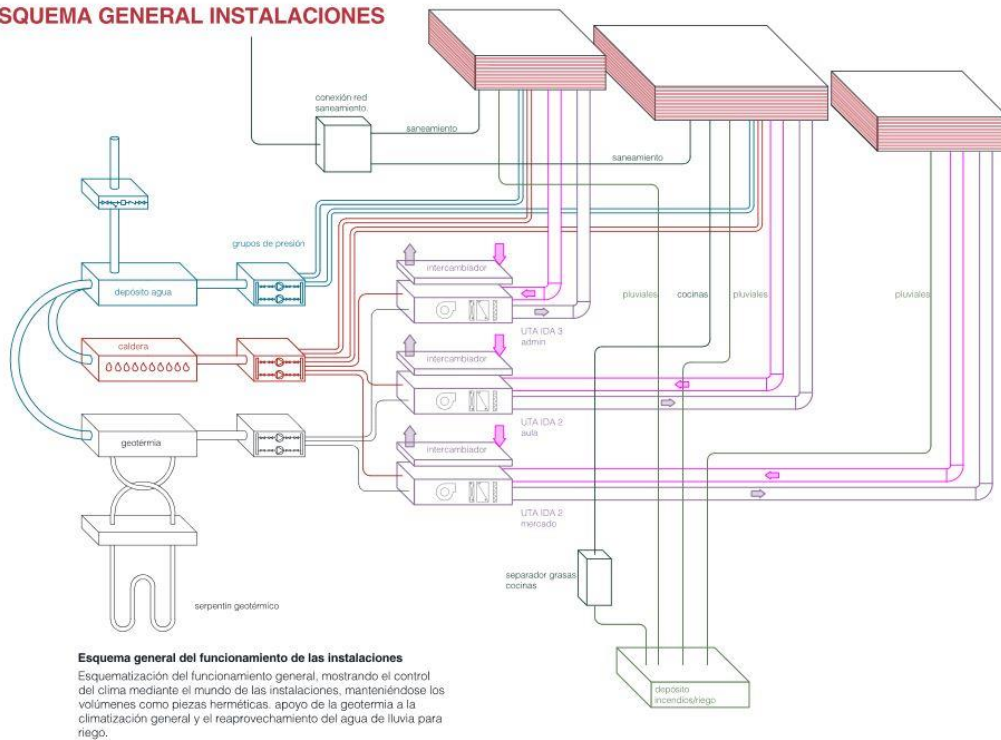 ESQUEMA GENERAL INSTALACIONES
conexión red
saneamiento.
saneamiento
saneamiento
grupos de presión
depósito agua
intercambiador
pluviales
cocinas
pluviales
pluviales
UTA IDA 3
admin
caldera
intercambiador
UTA IDA 2
aula
geotérmia
intercambiador
UTA IDA 2
mercado
separador grasas
cocinas
serpentin geotérmico
depósito
incendios/riego
Esquema general del funcionamiento de las instalaciones
Esquematización del funcionamiento general, mostrando el control
del clima mediante el mundo de las instalaciones, manteniéndose los
volúmenes como piezas herméticas. apoyo de la geotermia a la
climatización general y el reaprovechamiento del agua de lluvia para
riego.